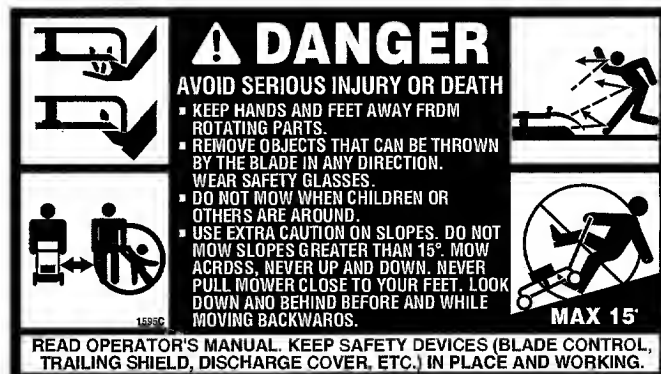 DANGER
AVOID SERIOUS INJURY OR DEATH
▪ KEEP HANDS AND FEET AWAY FRDM
ROTATING PARTS.
▪ REMOVE OBJECTS THAT CAN BE THROWN
BY THE BLADE IN ANY DIRECTION.
WEAR SAFETY GLASSES.
▪ DO NOT MOW WHEN CHILDREN OR
OTHERS ARE AROUND.
▪ USE EXTRA CAUTION ON SLOPES. DO NOT
MOW SLOPES GREATER THAN 15°. MOW
ACRDSS, NEVER UP AND DOWN. NEVER
PULL MOWER CLOSE TO YOUR FEET. LOOK
DOWN ANO BEHIND BEFORE AND WHILE
MOVING BACKWAROS.
1595C
MAX 15°
READ OPERATOR'S MANUAL. KEEP SAFETY DEVICES (BLADE CONTROL,
TRAILING SHIELD, DISCHARGE COVER, ETC.) IN PLACE AND WORKING.